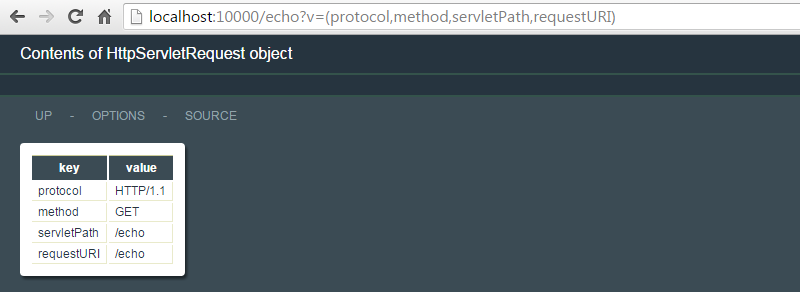 localhost:10000/echo?v=(protocol,method,servletPath,requestURI)
Contents of HttpServletRequest object
UP - OPTIONS - SOURCE
key value
protocol HTTP/1.1
method GET
servletPath /echo
requestURI /echo